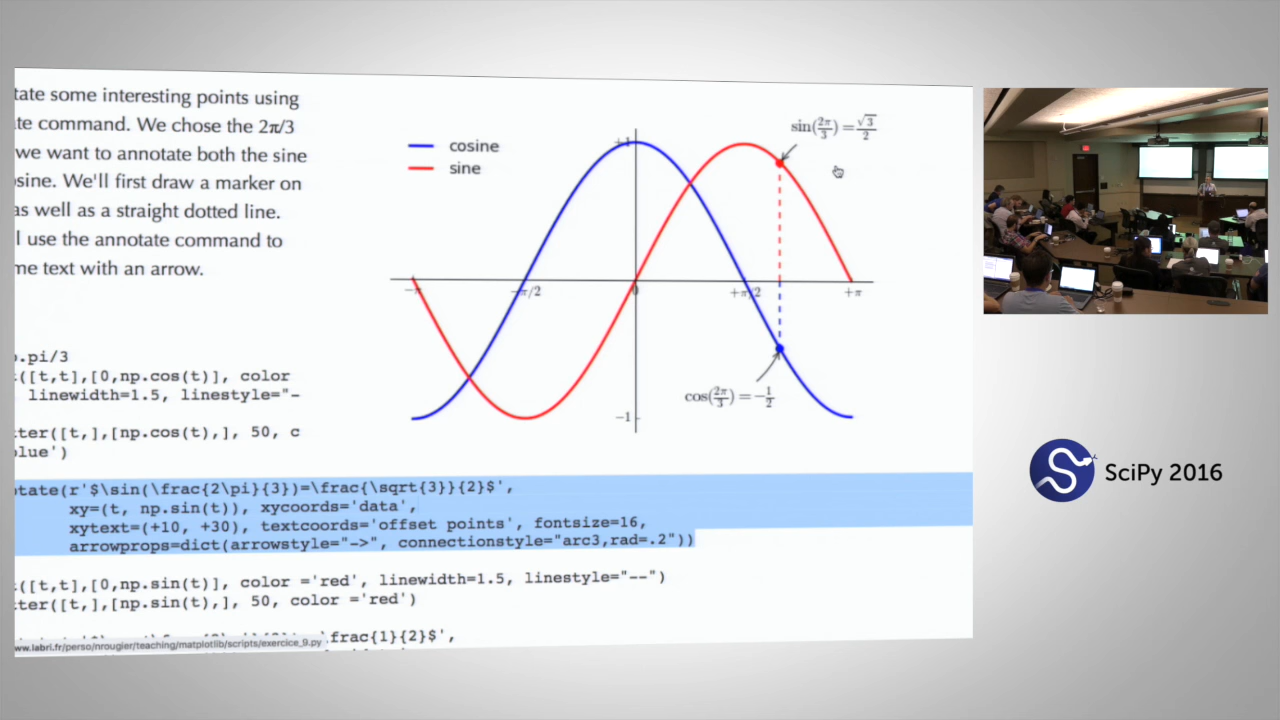 tate some interesting points using
te command. We chose the 2π/3
we want to annotate both the sine
osine. We'll first draw a marker on
as well as a straight dotted line.
l use the annotate command to
me text with an arrow.
.pi/3
([t,t],[0,np.cos(t)], color
linewidth=1.5, linestyle="-
tter([t,],[np.cos(t),], 50, c
lue')
otate(r'$\sin(\frac{2\pi}{3})=\frac{\sqrt{3}}{2}$',
xy=(t, np.sin(t)), xycoords='data',
xytext=(+10, +30), textcoords='offset points', fontsize=16,
arrowprops=dict(arrowstyle="->", connectionstyle="arc3,rad=.2"))
([t,t],[0,np.sin(t)], color ='red', linewidth=1.5, linestyle="--")
tter([t,],[np.sin(t),], 50, color ='red')
.frac{1}{2}$',
ww.labri.fr/perso/nrougier/teaching/matplotlib/scripts/exercice_9.py
cosine
sine
+1
sin(2π/3)=√3/2
−π
−π/2
0
+π/2
+π
cos(2π/3)=−1/2
−1
SciPy 2016